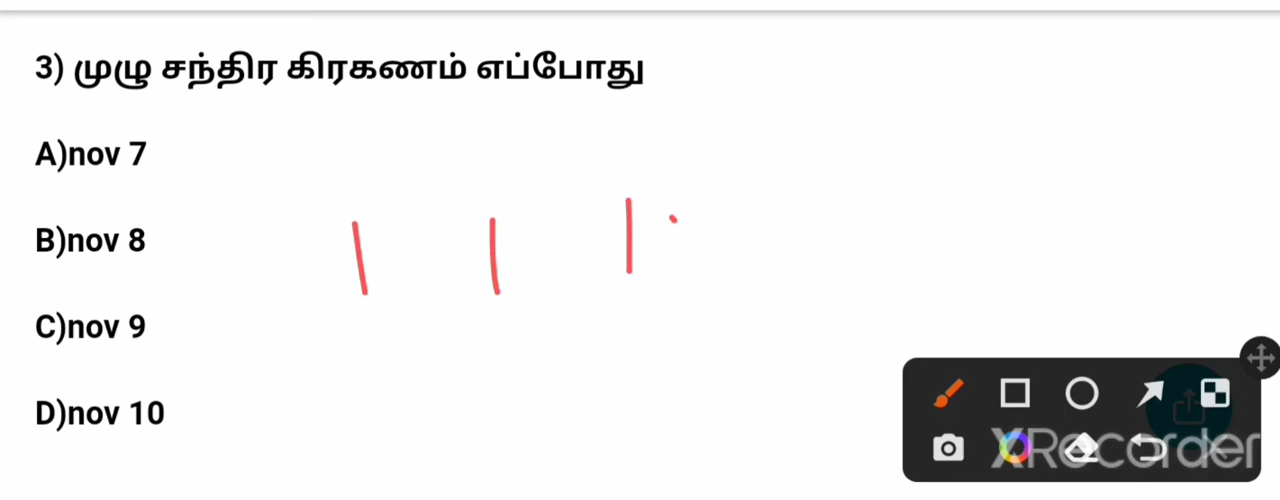 3) முழு சந்திர கிரகணம் எப்போது
A)nov 7
B)nov 8
C)nov 9
D)nov 10
XRecorder